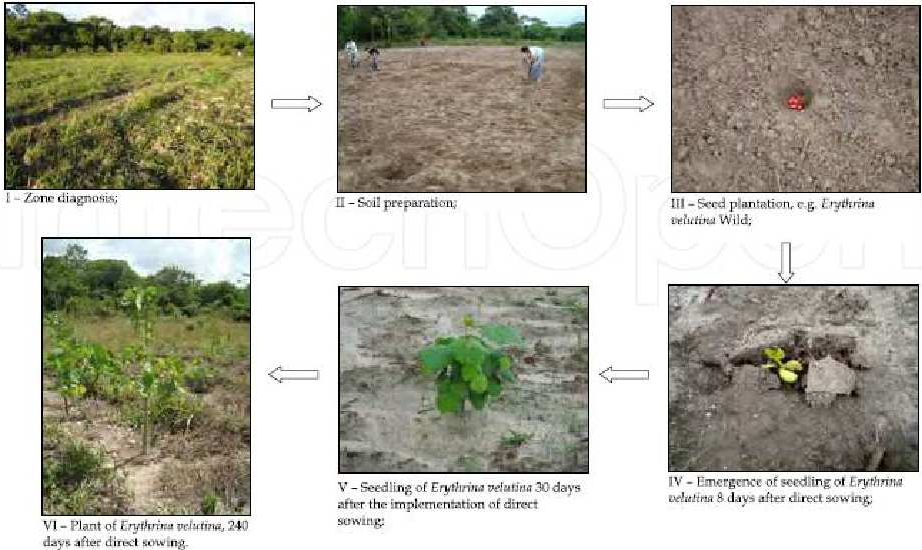 I – Zone diagnosis;
II – Soil preparation;
III – Seed plantation, e.g. Erythrina
velutina Wild;
IV – Emergence of seedling of Erythrina
velutina 8 days after direct sowing;
V – Seedling of Erythrina velutina 30 days
after the implementation of direct
sowing;
VI – Plant of Erythrina velutina, 240
days after direct sowing.